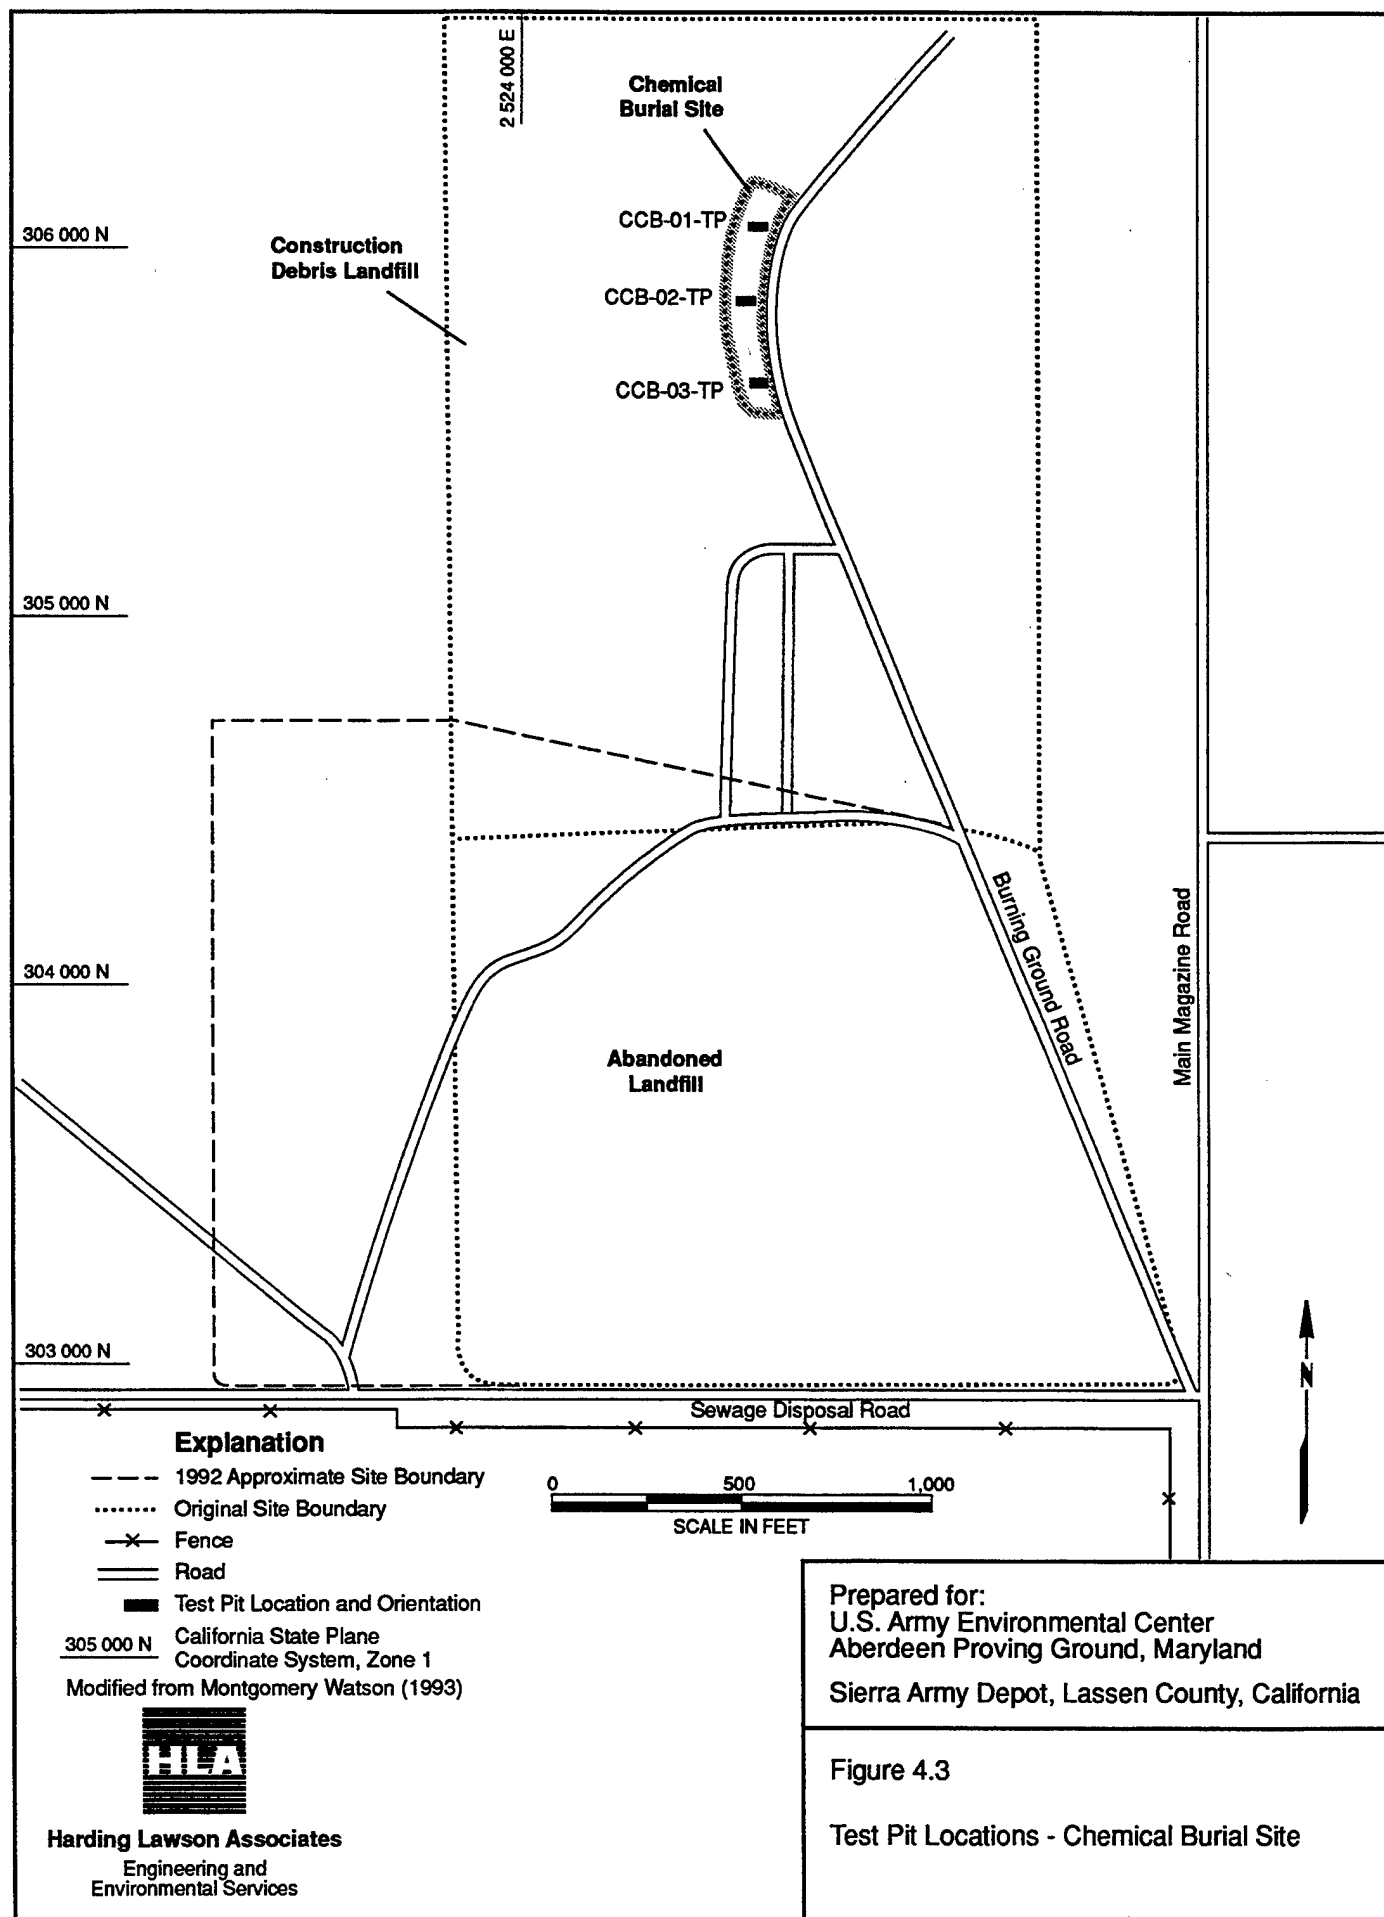 2 524 000 E
Chemical
Burial Site
CCB-01-TP
306 000 N
Construction
Debris Landfill
CCB-02-TP
CCB-03-TP
305 000 N
Burning Ground Road
Main Magazine Road
304 000 N
Abandoned
Landfill
303 000 N
N
Sewage Disposal Road
Explanation
1992 Approximate Site Boundary
Original Site Boundary
Fence
Road
Test Pit Location and Orientation
305 000 N
California State Plane
Coordinate System, Zone 1
Modified from Montgomery Watson (1993)
0 500 1,000
SCALE IN FEET
HLA
Harding Lawson Associates
Engineering and
Environmental Services
Prepared for:
U.S. Army Environmental Center
Aberdeen Proving Ground, Maryland
Sierra Army Depot, Lassen County, California
Figure 4.3
Test Pit Locations - Chemical Burial Site